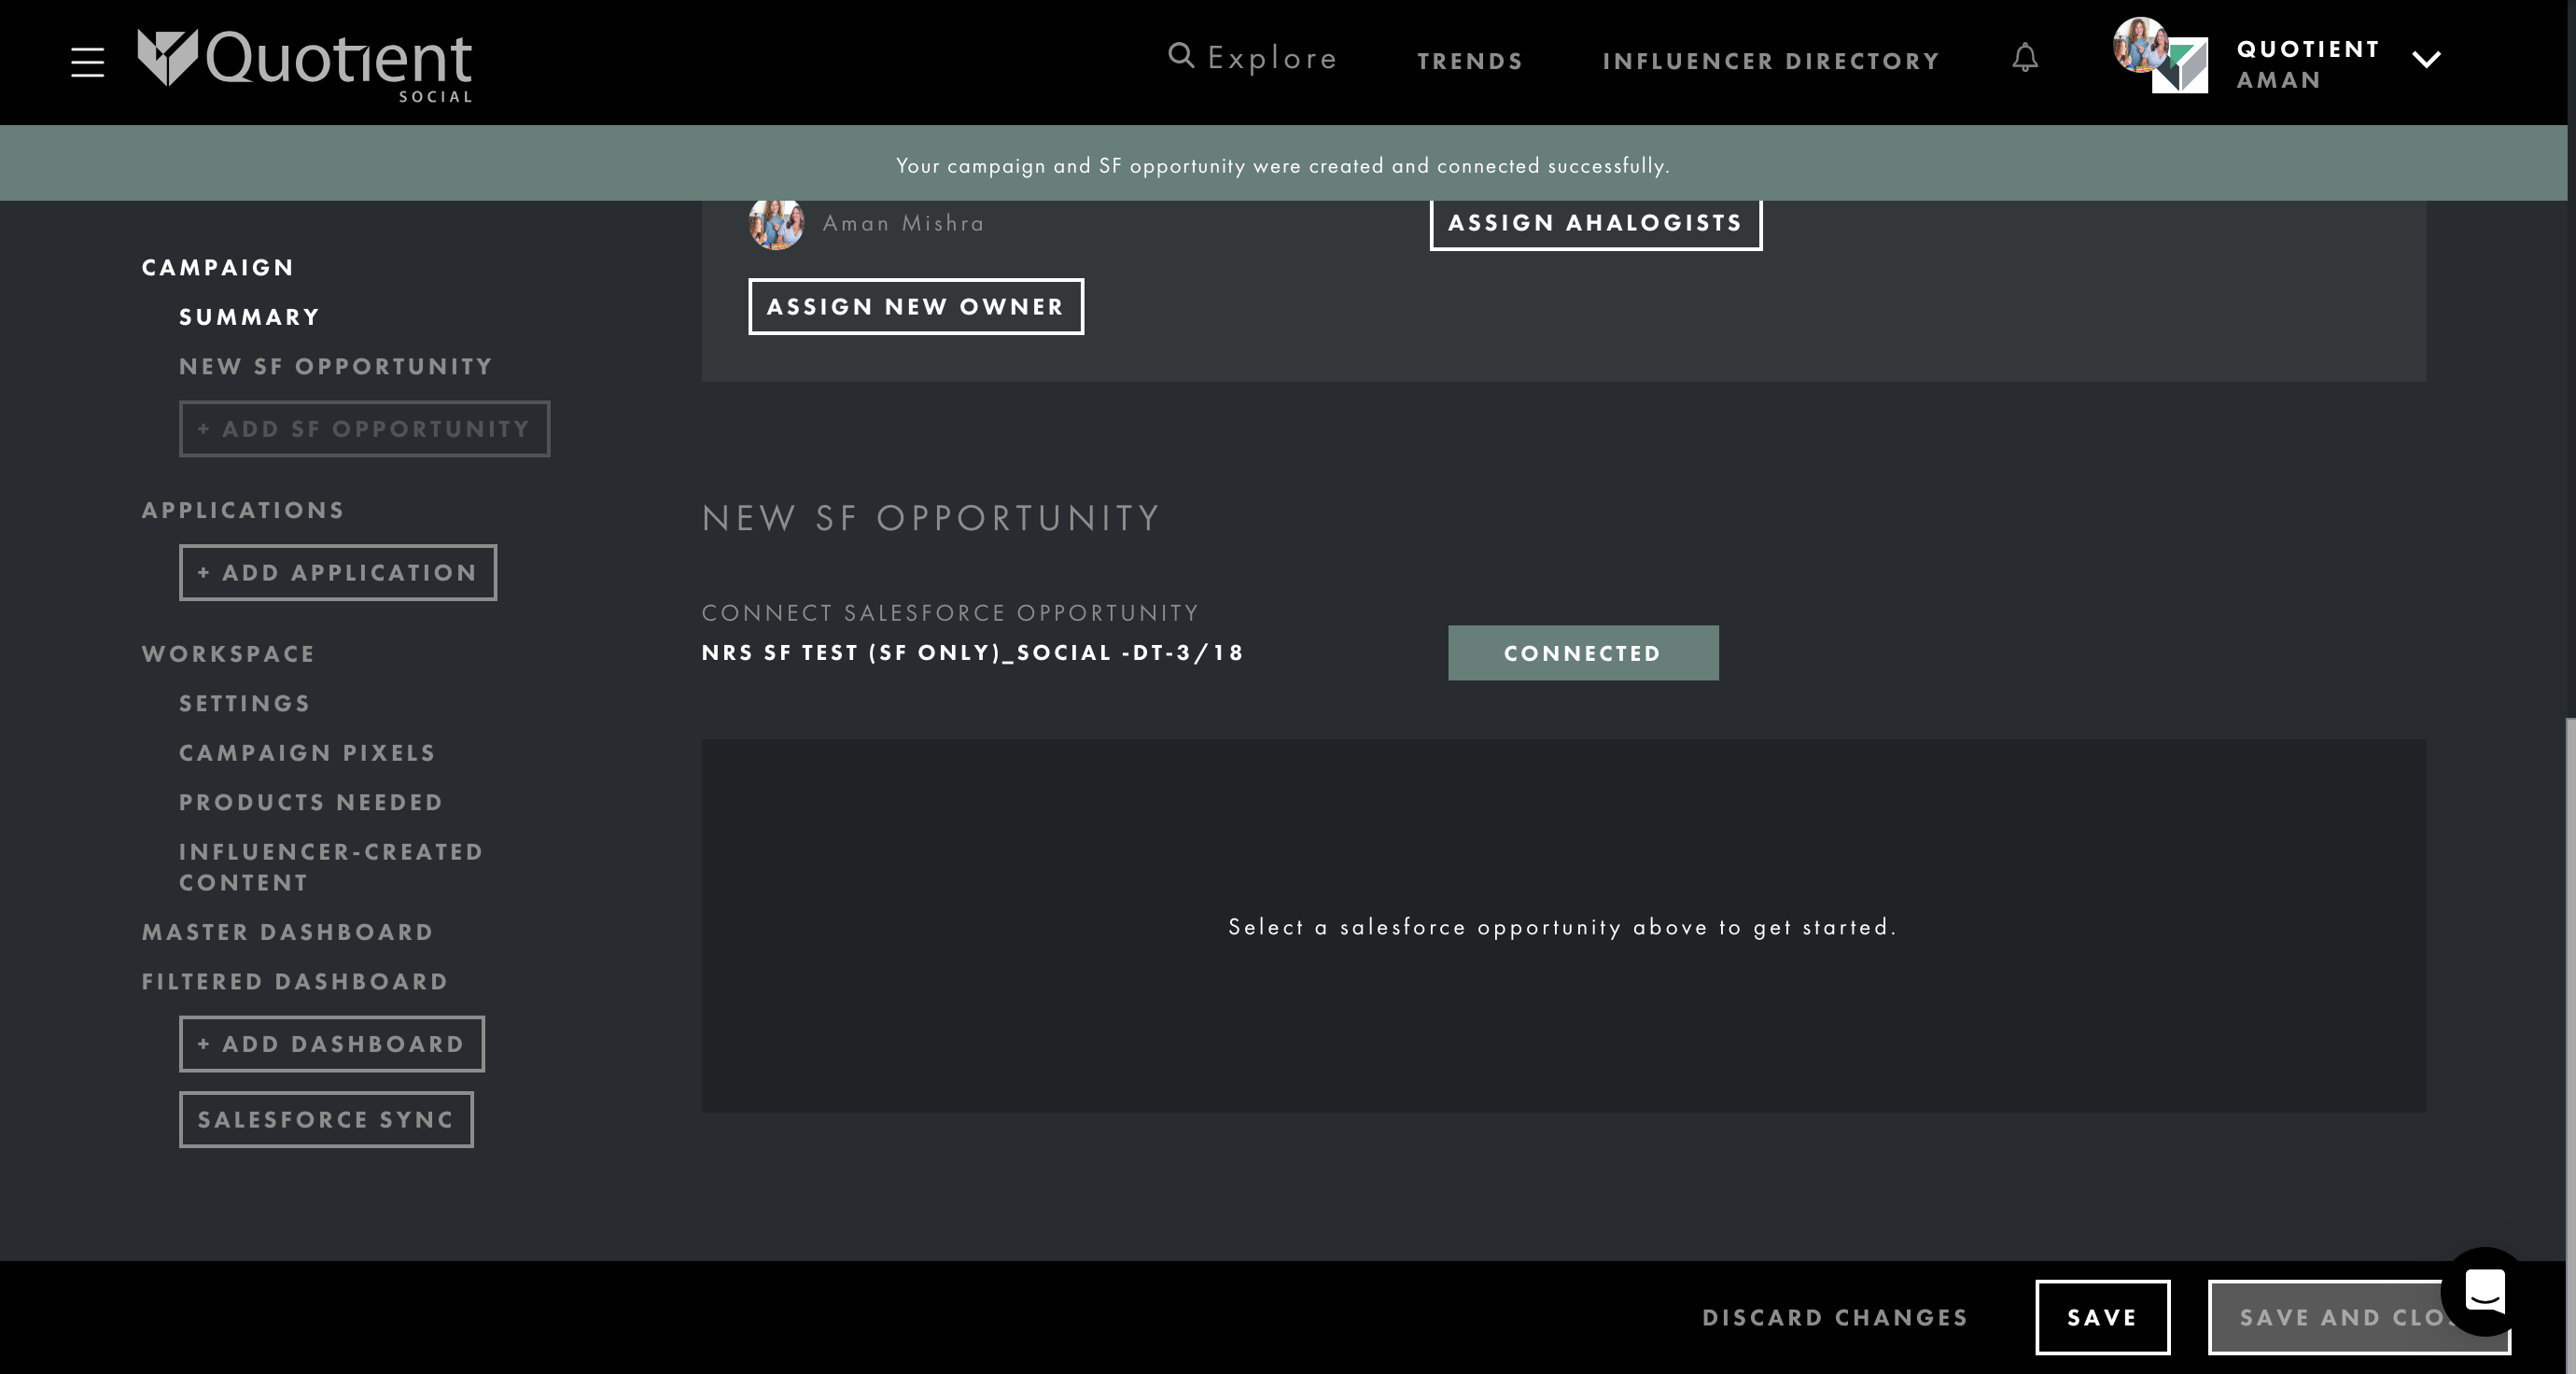 Quotient
SOCIAL
Explore
TRENDS
INFLUENCER DIRECTORY
QUOTIENT
AMAN
Your campaign and SF opportunity were created and connected successfully.
CAMPAIGN
SUMMARY
NEW SF OPPORTUNITY
+ ADD SF OPPORTUNITY
APPLICATIONS
+ ADD APPLICATION
WORKSPACE
SETTINGS
CAMPAIGN PIXELS
PRODUCTS NEEDED
INFLUENCER-CREATED
CONTENT
MASTER DASHBOARD
FILTERED DASHBOARD
+ ADD DASHBOARD
SALESFORCE SYNC
Aman Mishra
ASSIGN AHALOGISTS
ASSIGN NEW OWNER
NEW SF OPPORTUNITY
CONNECT SALESFORCE OPPORTUNITY
NRS SF TEST (SF ONLY)_SOCIAL -DT-3/18
CONNECTED
Select a salesforce opportunity above to get started.
DISCARD CHANGES
SAVE
SAVE AND